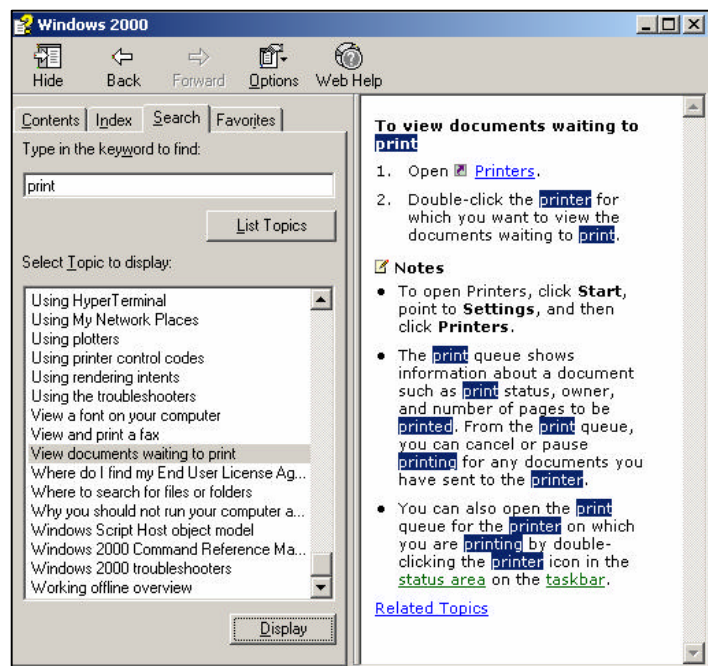 Windows 2000
Hide Back Forward Options Web Help
Contents Index Search Favorites
Type in the keyword to find:
print
List Topics
Select Topic to display:
Using HyperTerminal
Using My Network Places
Using plotters
Using printer control codes
Using rendering intents
Using the troubleshooters
View a font on your computer
View and print a fax
View documents waiting to print
Where do I find my End User License Ag...
Where to search for files or folders
Why you should not run your computer a...
Windows Script Host object model
Windows 2000 Command Reference Ma...
Windows 2000 troubleshooters
Working offline overview
Display
To view documents waiting to
print
1. Open Printers.
2. Double-click the printer for
which you want to view the
documents waiting to print.
Notes
• To open Printers, click Start,
point to Settings, and then
click Printers.
• The print queue shows
information about a document
such as print status, owner,
and number of pages to be
printed. From the print queue,
you can cancel or pause
printing for any documents you
have sent to the printer.
• You can also open the print
queue for the printer on which
you are printing by double-
clicking the printer icon in the
status area on the taskbar.
Related Topics